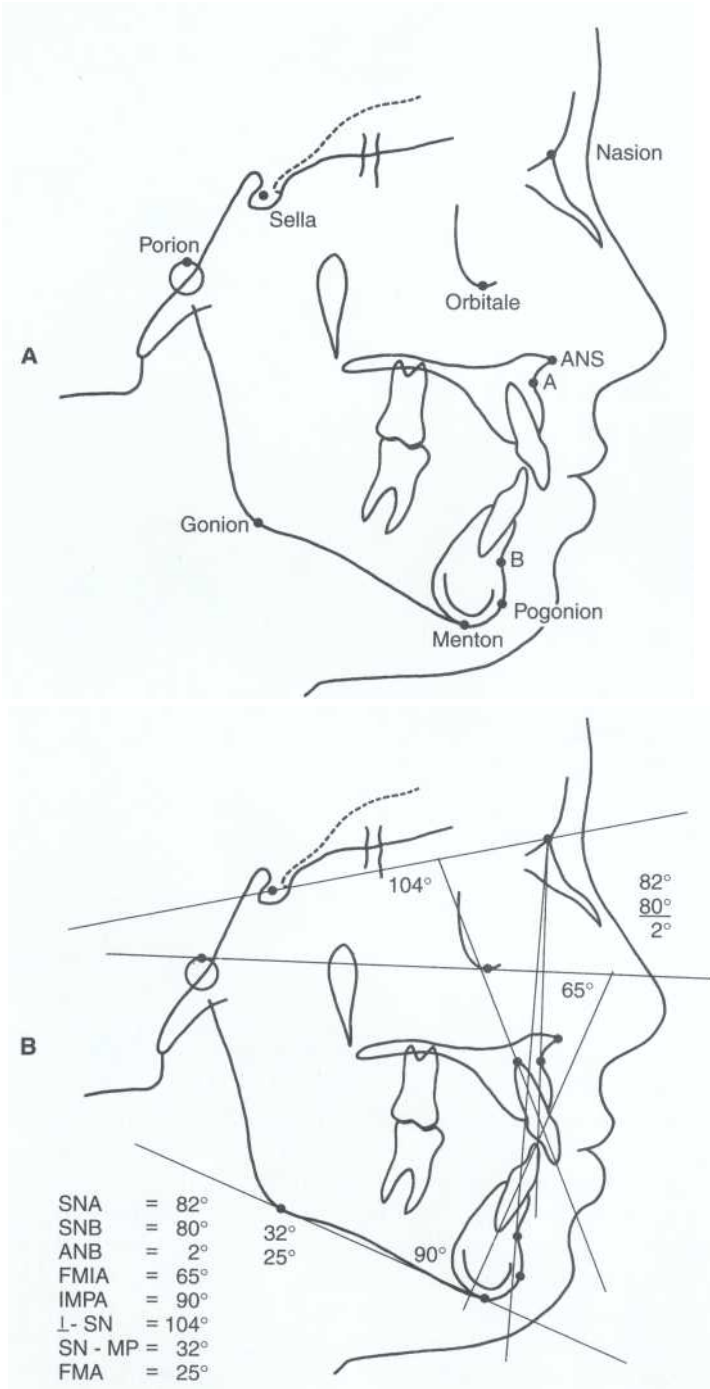 Nasion
Sella
Porion
Orbitale
A
ANS
A
Gonion
B
Pogonion
Menton
104°
82°
80°
2°
65°
B
SNA = 82°
SNB = 80°
ANB = 2°
FMIA = 65°
IMPA = 90°
⊥- SN = 104°
SN - MP = 32°
FMA = 25°
32°
25°
90°